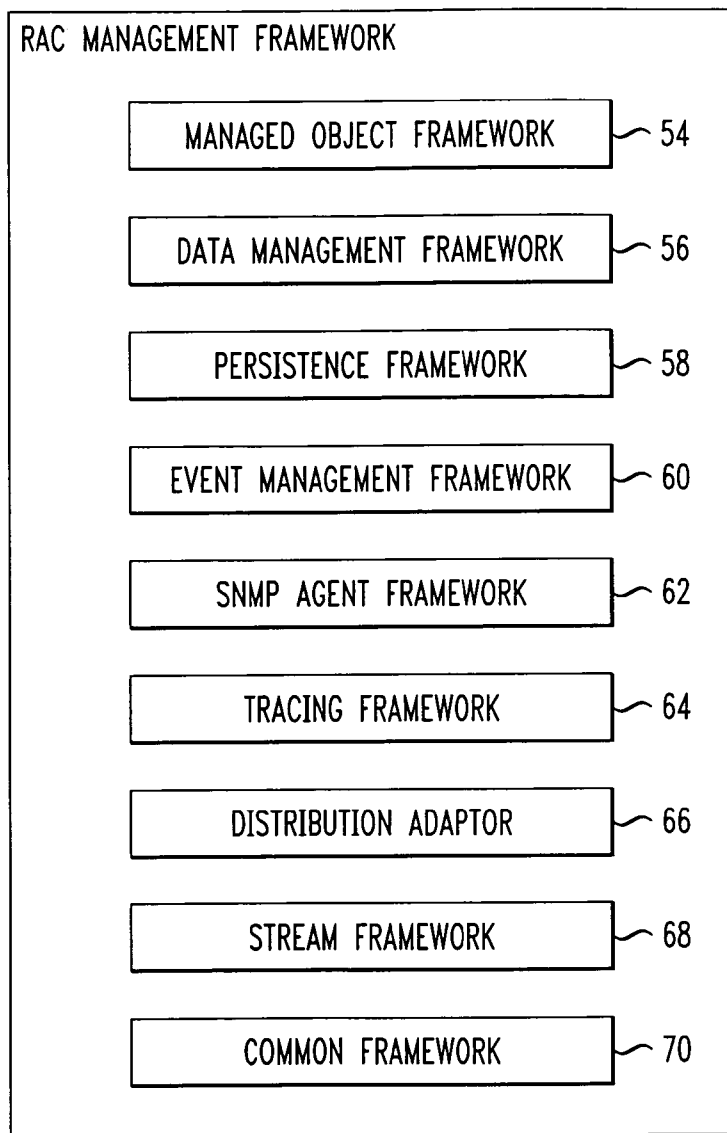 RAC MANAGEMENT FRAMEWORK
MANAGED OBJECT FRAMEWORK 54
DATA MANAGEMENT FRAMEWORK 56
PERSISTENCE FRAMEWORK 58
EVENT MANAGEMENT FRAMEWORK 60
SNMP AGENT FRAMEWORK 62
TRACING FRAMEWORK 64
DISTRIBUTION ADAPTOR 66
STREAM FRAMEWORK 68
COMMON FRAMEWORK 70